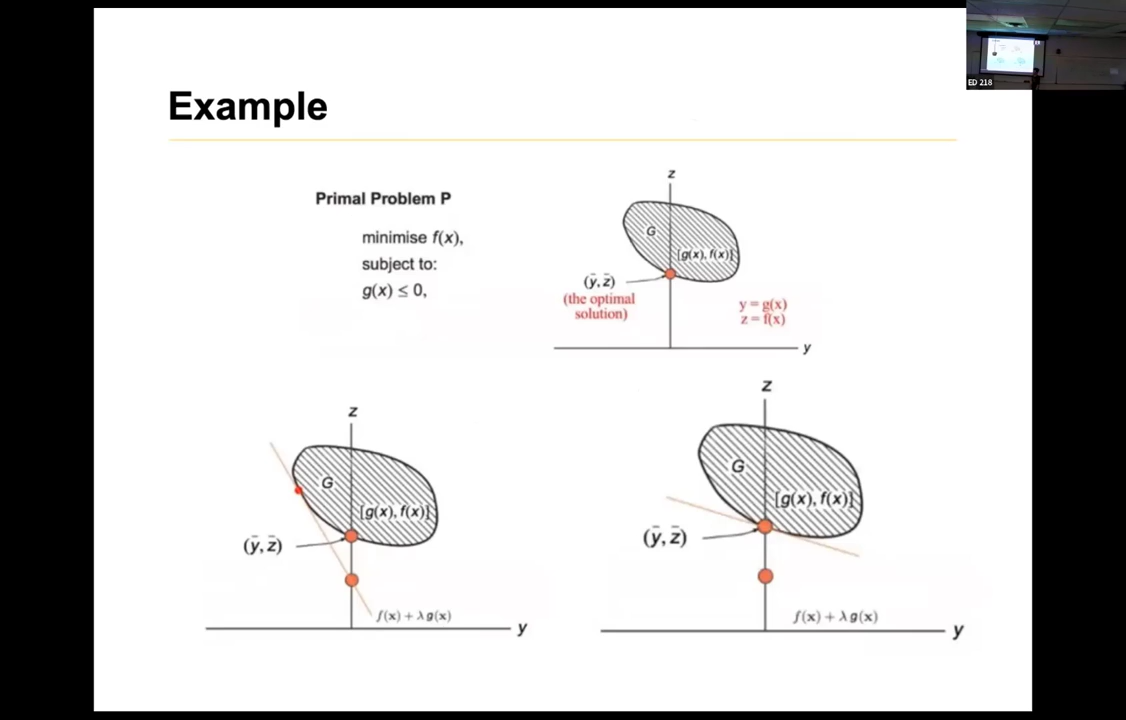 ED 218
Example
Primal Problem P
minimise f(x),
subject to:
g(x) ≤ 0,
z
G
[g(x), f(x)]
(ȳ, z̄)
(the optimal
solution)
y = g(x)
z = f(x)
y
z
G
[g(x), f(x)]
(ȳ, z̄)
f(x) + λ g(x)
y
z
G
[g(x), f(x)]
(ȳ, z̄)
f(x) + λ g(x)
y